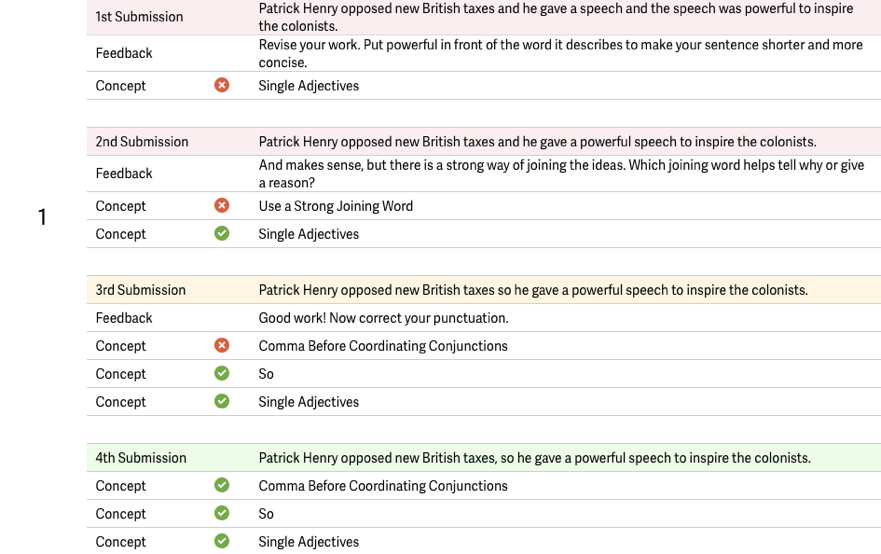 1st Submission
Patrick Henry opposed new British taxes and he gave a speech and the speech was powerful to inspire
the colonists.
Feedback
Revise your work. Put powerful in front of the word it describes to make your sentence shorter and more
concise.
Concept
Single Adjectives
2nd Submission
Patrick Henry opposed new British taxes and he gave a powerful speech to inspire the colonists.
Feedback
And makes sense, but there is a strong way of joining the ideas. Which joining word helps tell why or give
a reason?
1
Concept
Use a Strong Joining Word
Concept
Single Adjectives
3rd Submission
Patrick Henry opposed new British taxes so he gave a powerful speech to inspire the colonists.
Feedback
Good work! Now correct your punctuation.
Concept
Comma Before Coordinating Conjunctions
Concept
So
Concept
Single Adjectives
4th Submission
Patrick Henry opposed new British taxes, so he gave a powerful speech to inspire the colonists.
Concept
Comma Before Coordinating Conjunctions
Concept
So
Concept
Single Adjectives